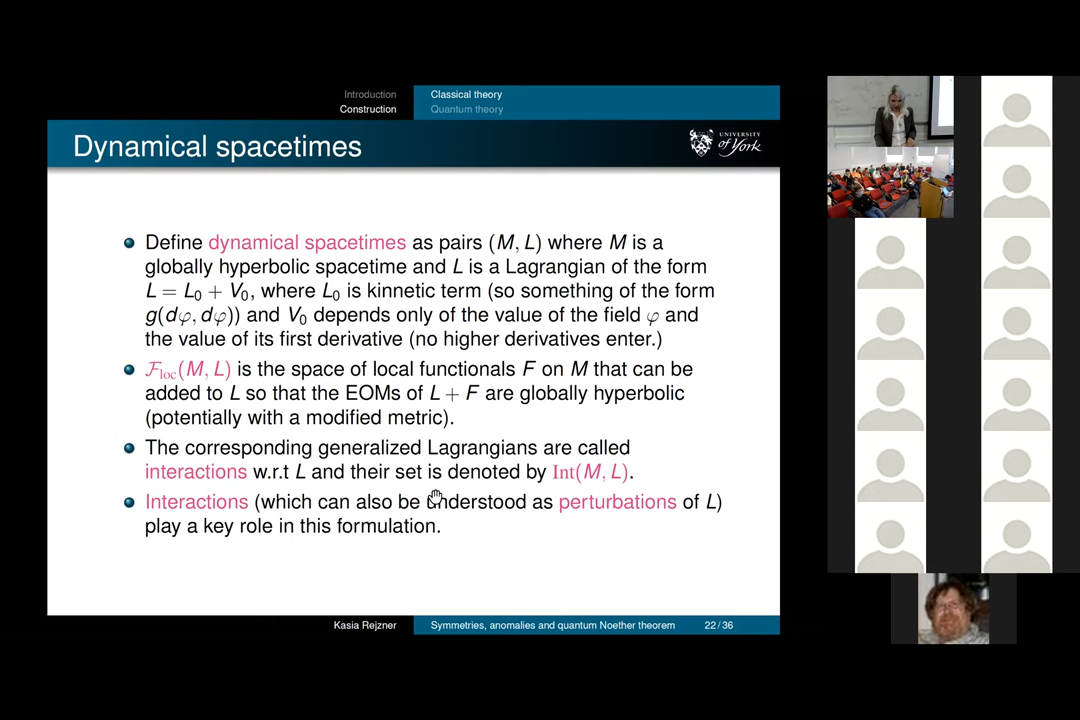 Introduction
Construction
Classical theory
Quantum theory
Dynamical spacetimes
UNIVERSITY
of York
Define dynamical spacetimes as pairs (M, L) where M is a
globally hyperbolic spacetime and L is a Lagrangian of the form
L = L₀ + V₀, where L₀ is kinnetic term (so something of the form
g(dφ, dφ)) and V₀ depends only of the value of the field φ and
the value of its first derivative (no higher derivatives enter.)
ℱloc(M, L) is the space of local functionals F on M that can be
added to L so that the EOMs of L + F are globally hyperbolic
(potentially with a modified metric).
The corresponding generalized Lagrangians are called
interactions w.r.t L and their set is denoted by Int(M, L).
Interactions (which can also be understood as perturbations of L)
play a key role in this formulation.
Kasia Rejzner
Symmetries, anomalies and quantum Noether theorem
22 / 36